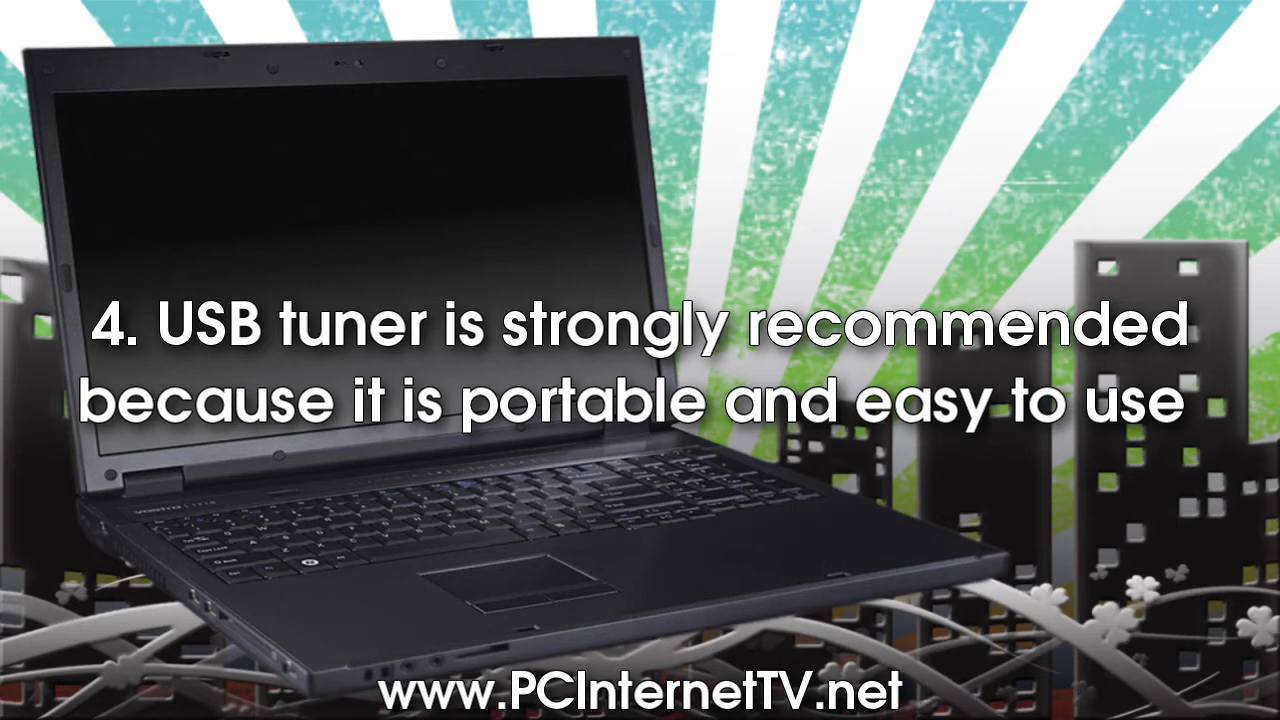 4. USB tuner is strongly recommended
because it is portable and easy to use
www.PCInternetTV.net